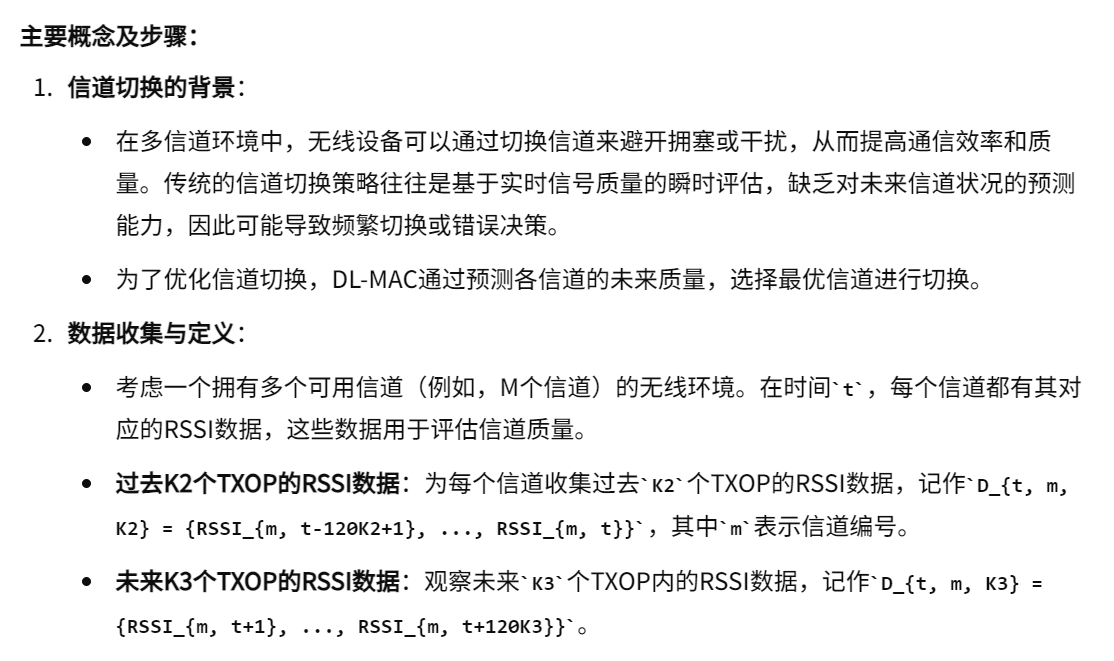 主要概念及步骤：
1. 信道切换的背景：
• 在多信道环境中，无线设备可以通过切换信道来避开拥塞或干扰，从而提高通信效率和质
量。传统的信道切换策略往往是基于实时信号质量的瞬时评估，缺乏对未来信道状况的预测
能力，因此可能导致频繁切换或错误决策。
• 为了优化信道切换，DL-MAC通过预测各信道的未来质量，选择最优信道进行切换。
2. 数据收集与定义：
• 考虑一个拥有多个可用信道（例如，M个信道）的无线环境。在时间`t`，每个信道都有其对
应的RSSI数据，这些数据用于评估信道质量。
• 过去K2个TXOP的RSSI数据：为每个信道收集过去`K2`个TXOP的RSSI数据，记作`D_{t, m,
K2} = {RSSI_{m, t-120K2+1}, ..., RSSI_{m, t}}`，其中`m`表示信道编号。
• 未来K3个TXOP的RSSI数据：观察未来`K3`个TXOP内的RSSI数据，记作`D_{t, m, K3} =
{RSSI_{m, t+1}, ..., RSSI_{m, t+120K3}}`。